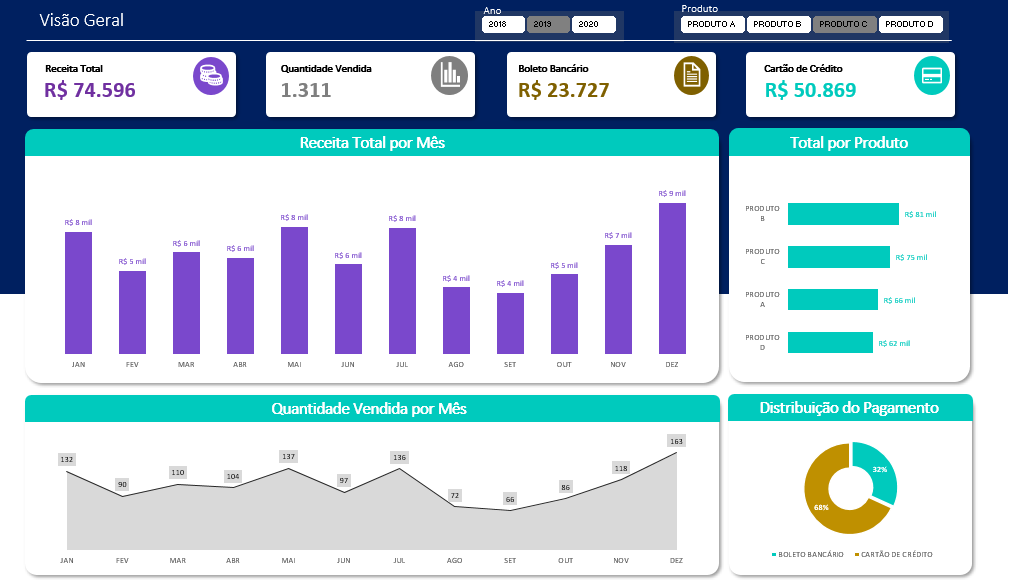 Visão Geral
Ano
2018 2019 2020
Produto
PRODUTO A PRODUTO B PRODUTO C PRODUTO D
Receita Total
R$ 74.596
Quantidade Vendida
1.311
Boleto Bancário
R$ 23.727
Cartão de Crédito
R$ 50.869
Receita Total por Mês
R$ 8 mil R$ 5 mil R$ 6 mil R$ 6 mil R$ 8 mil R$ 6 mil R$ 8 mil R$ 4 mil R$ 4 mil R$ 5 mil R$ 7 mil R$ 9 mil
JAN FEV MAR ABR MAI JUN JUL AGO SET OUT NOV DEZ
Total por Produto
PRODUTO
B
R$ 81 mil
PRODUTO
C
R$ 75 mil
PRODUTO
A
R$ 66 mil
PRODUTO
D
R$ 62 mil
Quantidade Vendida por Mês
132 90 110 104 137 97 136 72 66 86 118 163
JAN FEV MAR ABR MAI JUN JUL AGO SET OUT NOV DEZ
Distribuição do Pagamento
32%
68%
BOLETO BANCÁRIO CARTÃO DE CRÉDITO